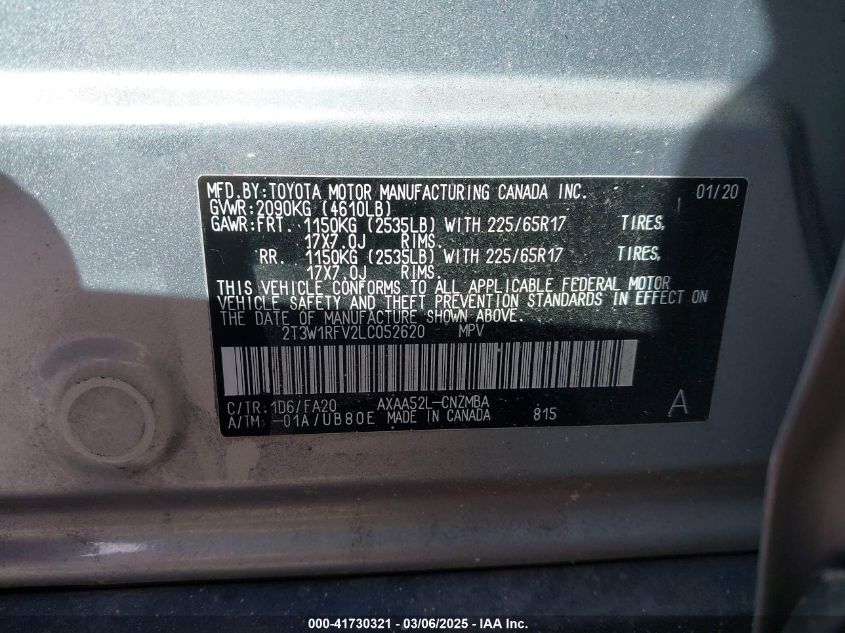 MFD.BY:TOYOTA MOTOR MANUFACTURING CANADA INC. 01/20
GVWR:2090KG (4610LB)
GAWR:FRT. 1150KG (2535LB) WITH 225/65R17 TIRES,
17X7.0J RIMS.
RR. 1150KG (2535LB) WITH 225/65R17 TIRES,
17X7.0J RIMS.
THIS VEHICLE CONFORMS TO ALL APPLICABLE FEDERAL MOTOR
VEHICLE SAFETY AND THEFT PREVENTION STANDARDS IN EFFECT ON
THE DATE OF MANUFACTURE SHOWN ABOVE.
2T3W1RFV2LC052620 MPV
C/TR:1D6/FA20 AXAA52L-CNZMBA
A/TM: -01A/UB80E MADE IN CANADA 815 A
000-41730321 - 03/06/2025 - IAA Inc.